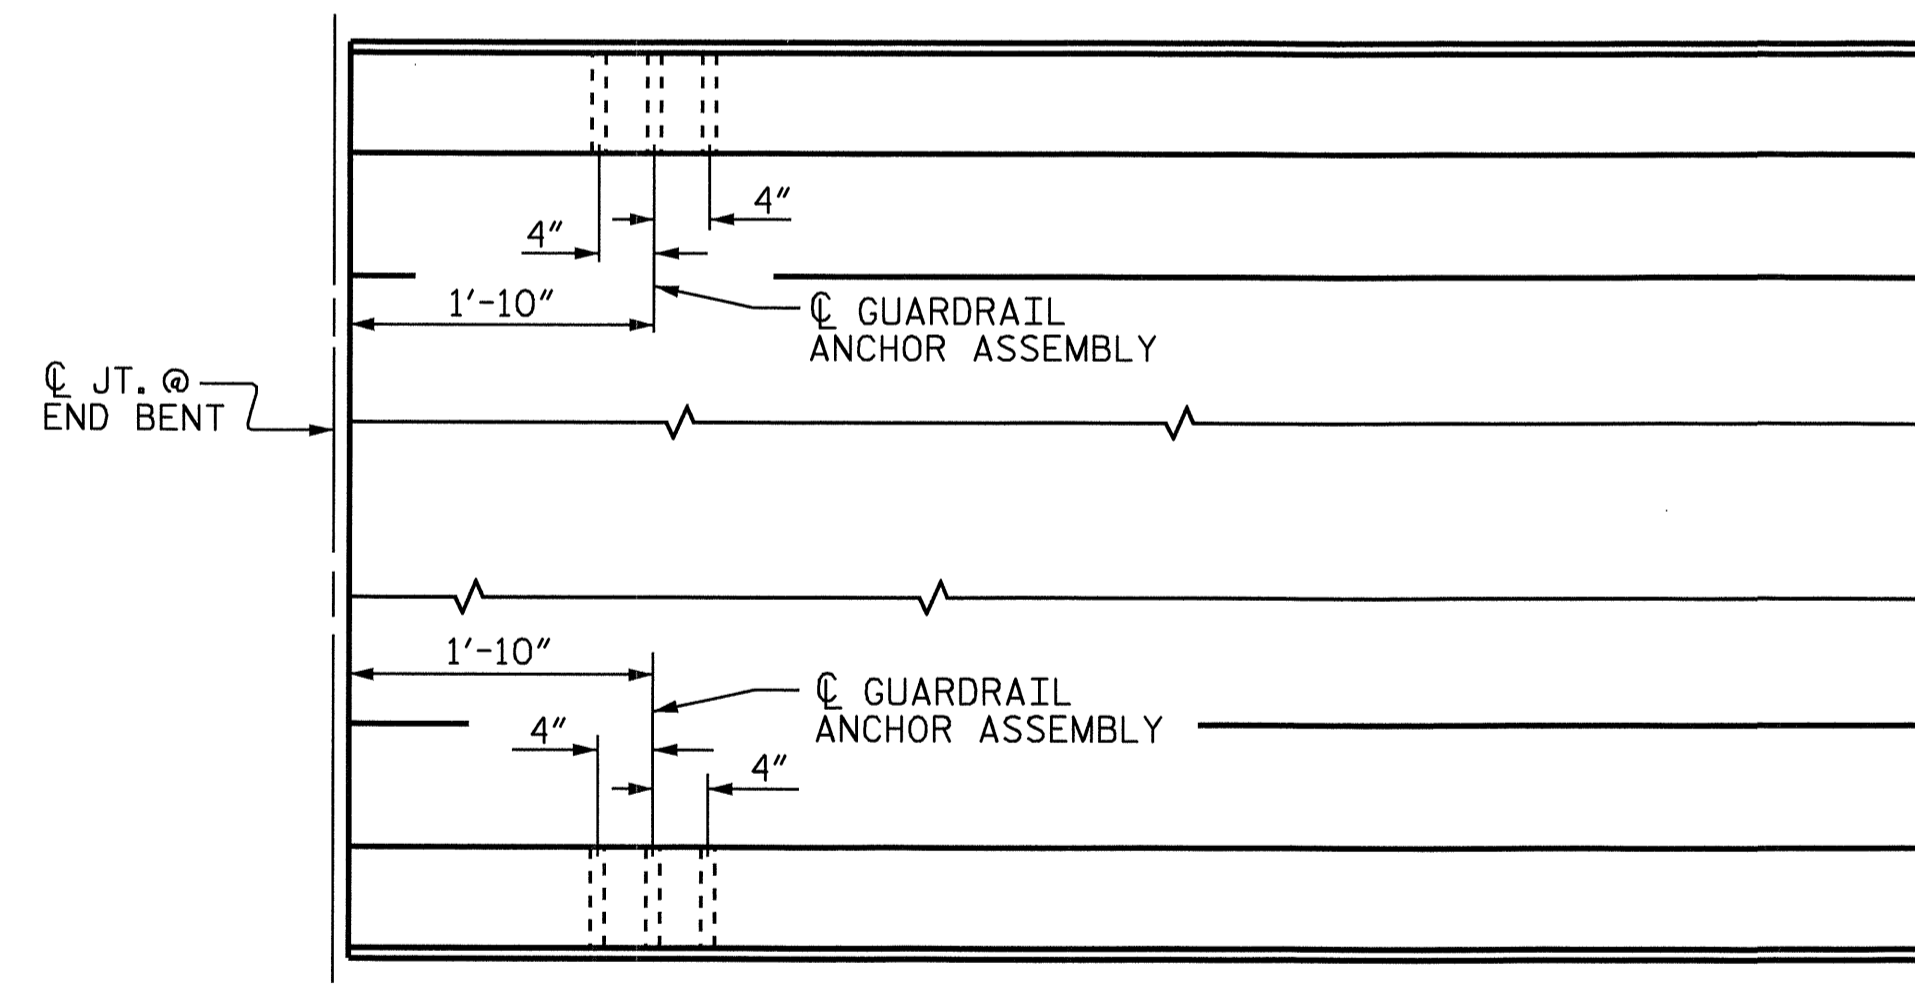 4"
4"
1'-10"
℄ GUARDRAIL
ANCHOR ASSEMBLY
℄ JT. @
END BENT
1'-10"
℄ GUARDRAIL
ANCHOR ASSEMBLY
4"
4"